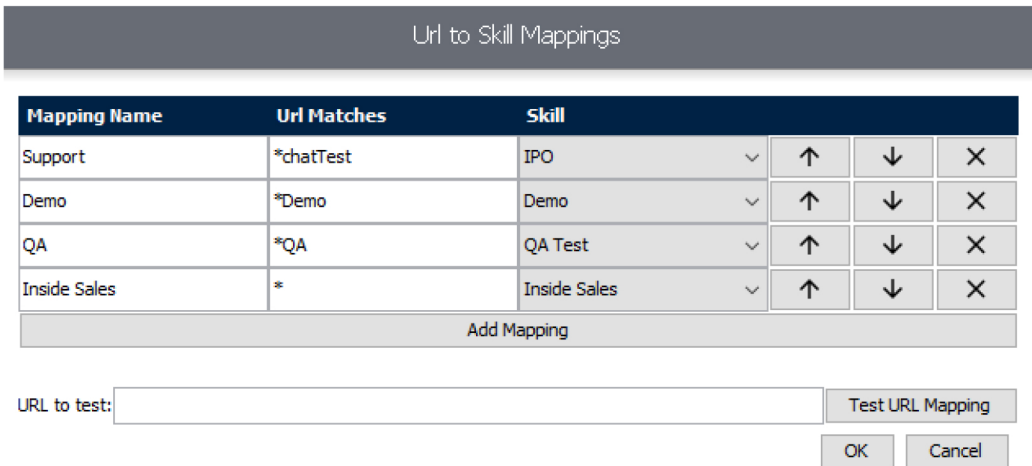 Url to Skill Mappings
Mapping Name Url Matches Skill
Support *chatTest IPO
Demo *Demo Demo
QA *QA QA Test
Inside Sales * Inside Sales
Add Mapping
URL to test: Test URL Mapping
OK Cancel